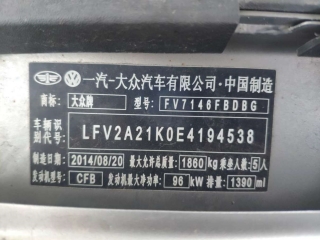 一汽-大众汽车有限公司·中国制造
商标: 大众牌 型号: FV7146FBDBG
车辆识别代号 LFV2A21K0E4194538
日期 2014/08/20 最大允许总质量 1860 kg 乘坐人数 5 人
发动机型号 CFB 发动机最大净功率 96 kW 排量 1390 ml